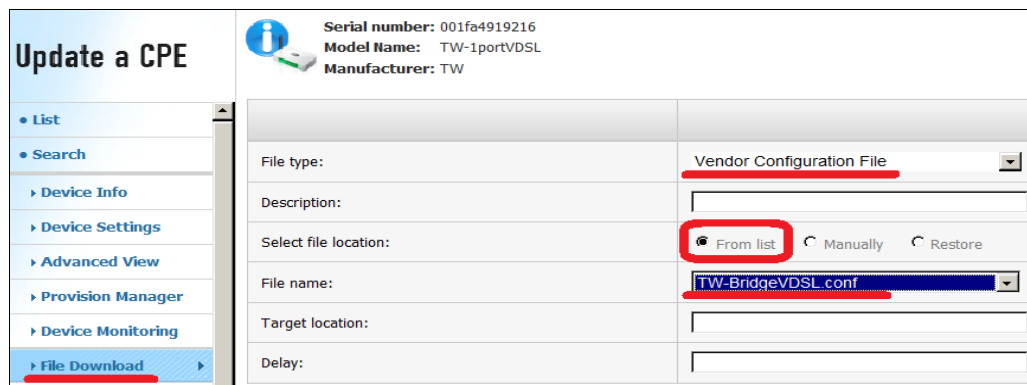 Update a CPE
Serial number: 001fa4919216
Model Name: TW-1portVDSL
Manufacturer: TW
List
Search
Device Info
Device Settings
Advanced View
Provision Manager
Device Monitoring
File Download
File type: Vendor Configuration File
Description:
Select file location: From list Manually Restore
File name: TW-BridgeVDSL.conf
Target location:
Delay: